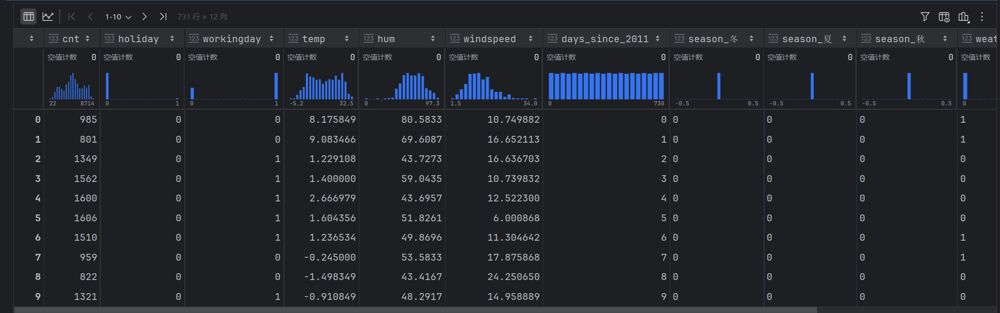 1-10 731 行 × 12 列
123 cnt 123 holiday 123 workingday 123 temp 123 hum 123 windspeed 123 days_since_2011 123 season_冬 123 season_夏 123 season_秋 123 weat
空值计数 0 空值计数 0 空值计数 0 空值计数 0 空值计数 0 空值计数 0 空值计数 0 空值计数 0 空值计数 0 空值计数 0 空值计数
22 8714 0 1 0 1 -5.2 32.5 0 97.3 1.5 34.0 0 730 -0.5 0.5 -0.5 0.5 -0.5 0.5 0
0 985 0 0 8.175849 80.5833 10.749882 0 0 0 0 1
1 801 0 0 9.083466 69.6087 16.652113 1 0 0 0 1
2 1349 0 1 1.229108 43.7273 16.636703 2 0 0 0 0
3 1562 0 1 1.400000 59.0435 10.739832 3 0 0 0 0
4 1600 0 1 2.666979 43.6957 12.522300 4 0 0 0 0
5 1606 0 1 1.604356 51.8261 6.000868 5 0 0 0 0
6 1510 0 1 1.236534 49.8696 11.304642 6 0 0 0 1
7 959 0 0 -0.245000 53.5833 17.875868 7 0 0 0 1
8 822 0 0 -1.498349 43.4167 24.250650 8 0 0 0 0
9 1321 0 1 -0.910849 48.2917 14.958889 9 0 0 0 0